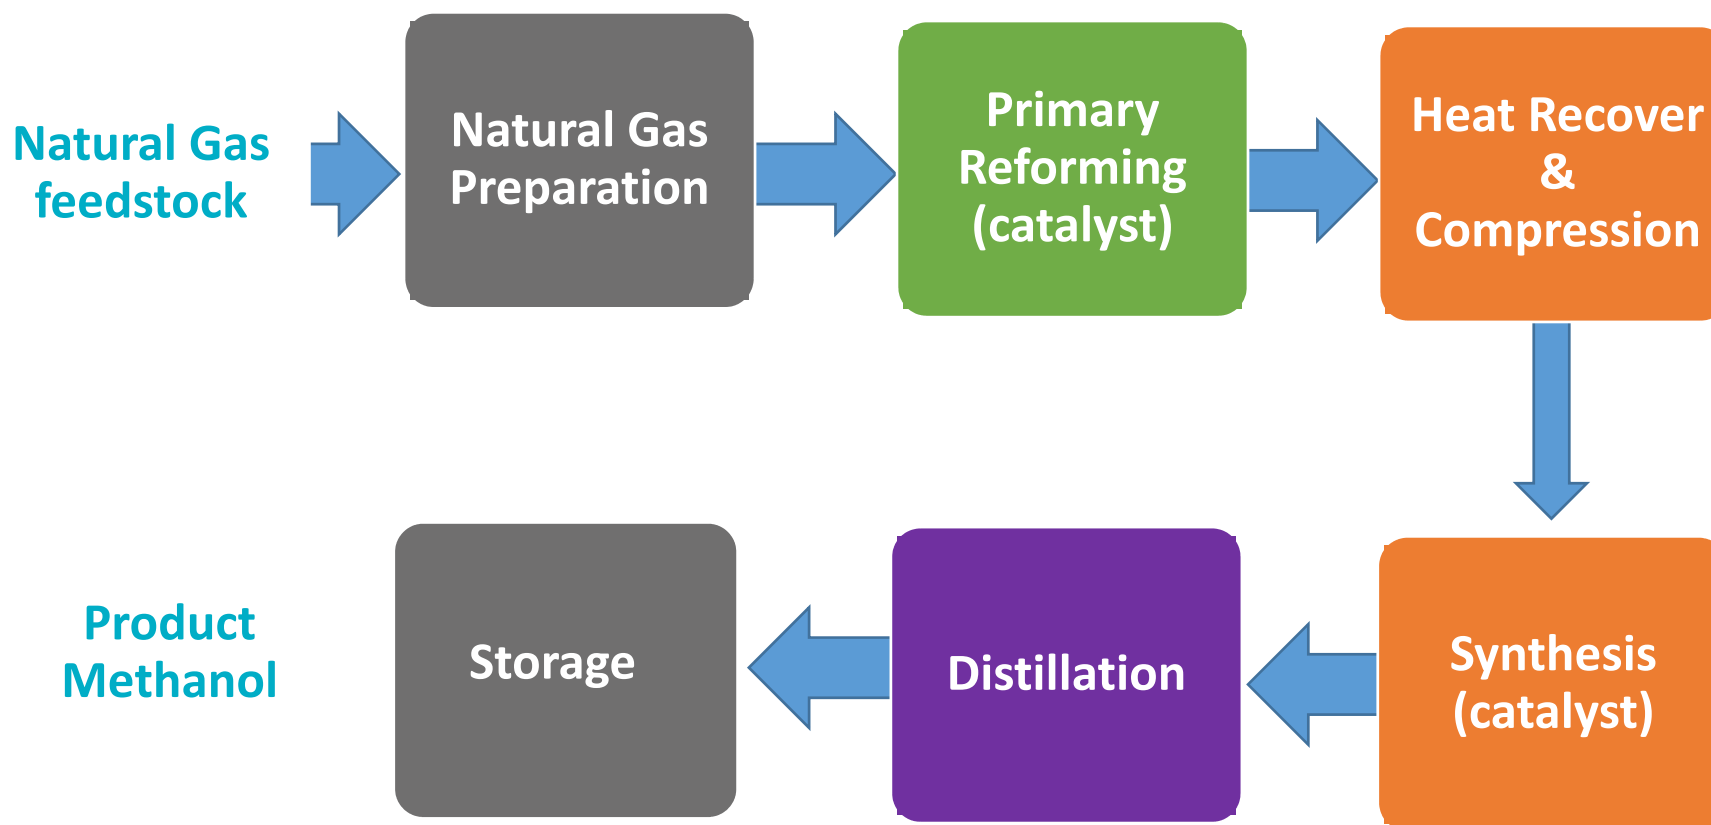 Natural Gas
feedstock
Natural Gas
Preparation
Primary
Reforming
(catalyst)
Heat Recover
&
Compression
Product
Methanol
Storage
Distillation
Synthesis
(catalyst)